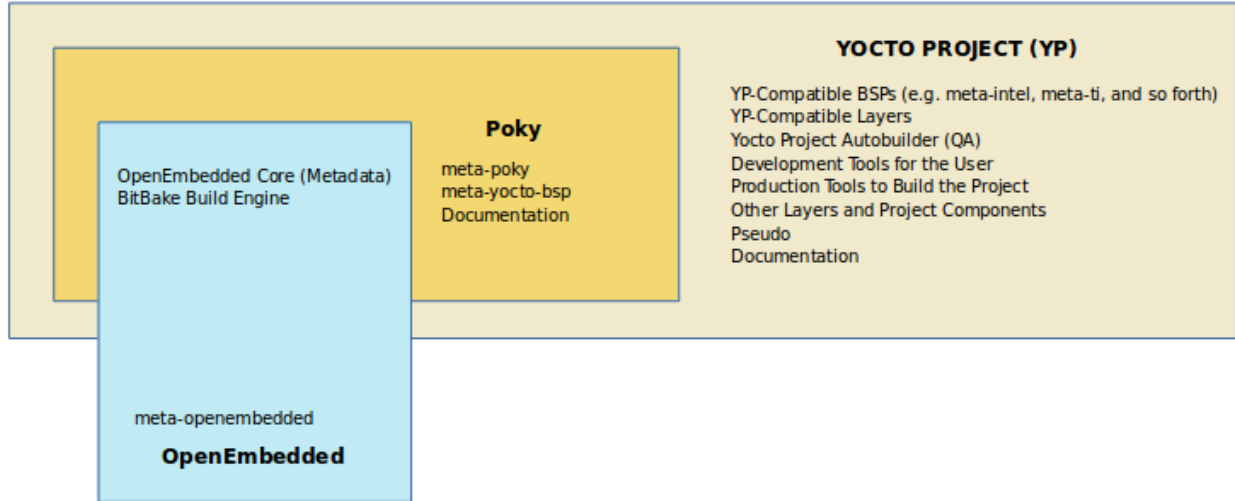 YOCTO PROJECT (YP)
YP-Compatible BSPs (e.g. meta-intel, meta-ti, and so forth)
YP-Compatible Layers
Yocto Project Autobuilder (QA)
Development Tools for the User
Production Tools to Build the Project
Other Layers and Project Components
Pseudo
Documentation
Poky
meta-poky
meta-yocto-bsp
Documentation
OpenEmbedded Core (Metadata)
BitBake Build Engine
meta-openembedded
OpenEmbedded